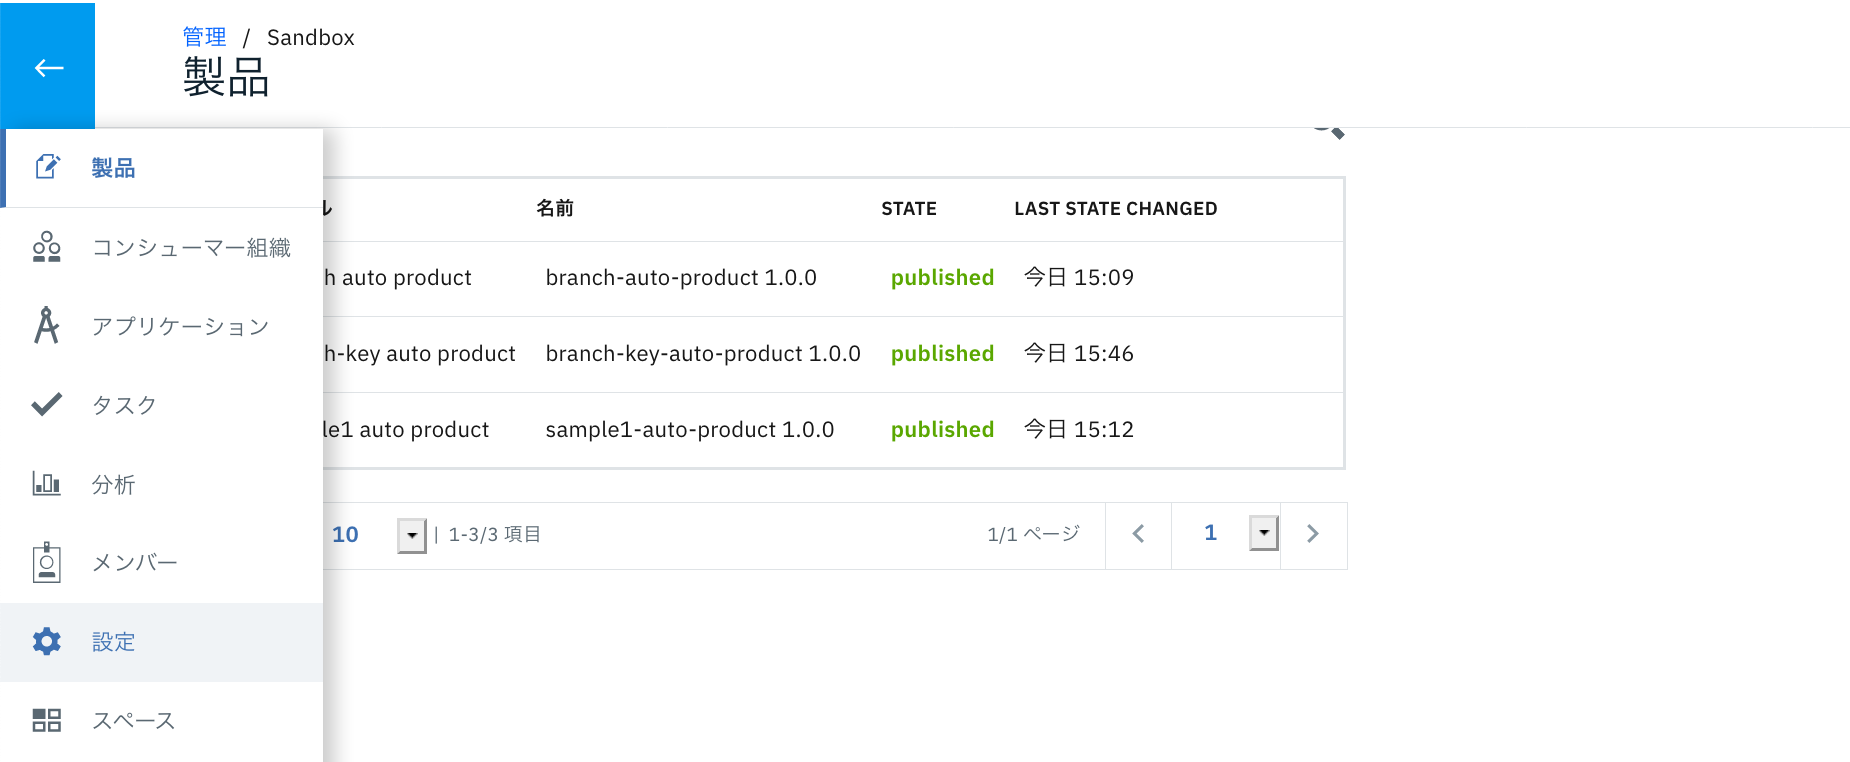 管理 / Sandbox
製品
製品
コンシューマー組織
アプリケーション
タスク
分析
メンバー
設定
スペース
ル 名前 STATE LAST STATE CHANGED
h auto product branch-auto-product 1.0.0 published 今日 15:09
h-key auto product branch-key-auto-product 1.0.0 published 今日 15:46
le1 auto product sample1-auto-product 1.0.0 published 今日 15:12
10 | 1-3/3 項目 1/1 ページ 1